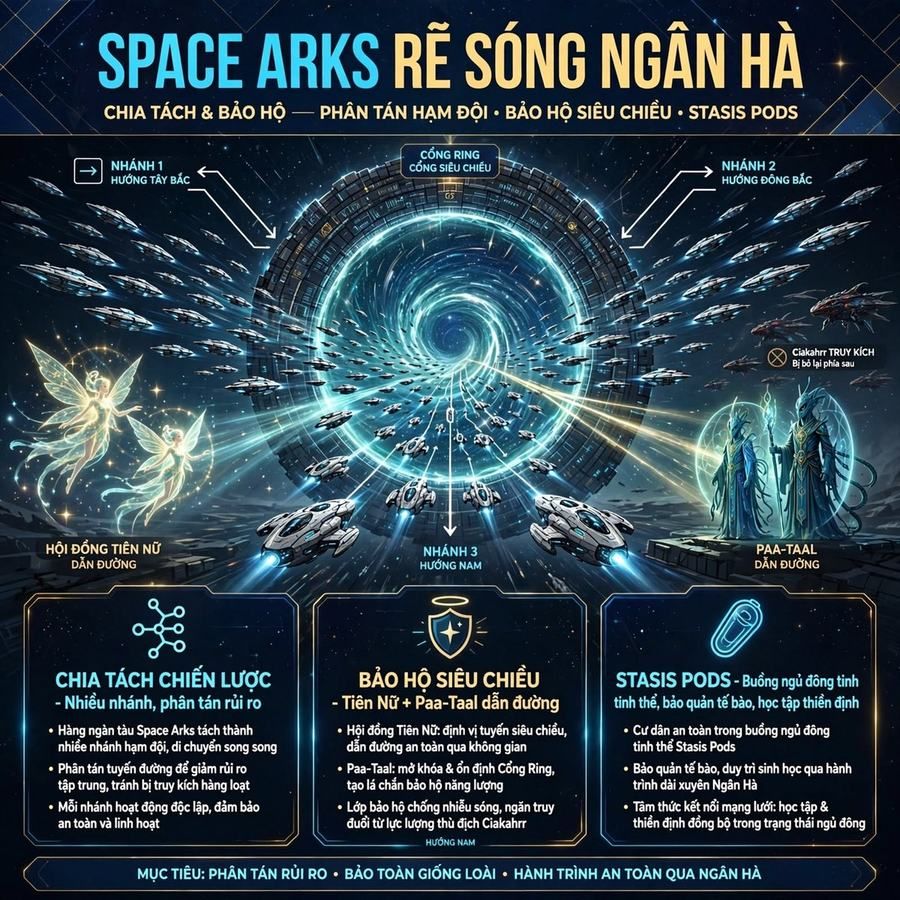 SPACE ARKS RẼ SÓNG NGÂN HÀ
CHIA TÁCH & BẢO HỘ — PHÂN TÁN HẠM ĐỘI • BẢO HỘ SIÊU CHIỀU • STASIS PODS
NHÁNH 1
HƯỚNG TÂY BẮC
CỔNG RING
CỔNG SIÊU CHIỀU
NHÁNH 2
HƯỚNG ĐÔNG BẮC
Ciakahrr TRUY KÍCH
Bị bỏ lại phía sau
HỘI ĐỒNG TIÊN NỮ
DẪN ĐƯỜNG
NHÁNH 3
HƯỚNG NAM
PAA-TAAL
DẪN ĐƯỜNG
CHIA TÁCH CHIẾN LƯỢC
- Nhiều nhánh, phân tán rủi ro
• Hàng ngàn tàu Space Arks tách thành
nhiều nhánh hạm đội, di chuyển song song
• Phân tán tuyến đường để giảm rủi ro
tập trung, tránh bị truy kích hàng loạt
• Mỗi nhánh hoạt động độc lập, đảm bảo
an toàn và linh hoạt
BẢO HỘ SIÊU CHIỀU
- Tiên Nữ + Paa-Taal dẫn đường
• Hội đồng Tiên Nữ: định vị tuyến siêu chiều,
dẫn đường an toàn qua không gian
• Paa-Taal: mở khóa & ổn định Cổng Ring,
tạo lá chắn bảo hộ năng lượng
• Lớp bảo hộ chống nhiễu sóng, ngăn truy
đuổi từ lực lượng thù địch Ciakahrr
HƯỚNG NAM
STASIS PODS - Buồng ngủ đông tinh
tinh thể, bảo quản tế bào, học tập thiền định
• Cư dân an toàn trong buồng ngủ đông
tinh thể Stasis Pods
• Bảo quản tế bào, duy trì sinh học qua hành
trình dài xuyên Ngân Hà
• Tâm thức kết nối mạng lưới: học tập &
thiền định đồng bộ trong trạng thái ngủ đông
MỤC TIÊU: PHÂN TÁN RỦI RO • BẢO TOÀN GIỐNG LOÀI • HÀNH TRÌNH AN TOÀN QUA NGÂN HÀ